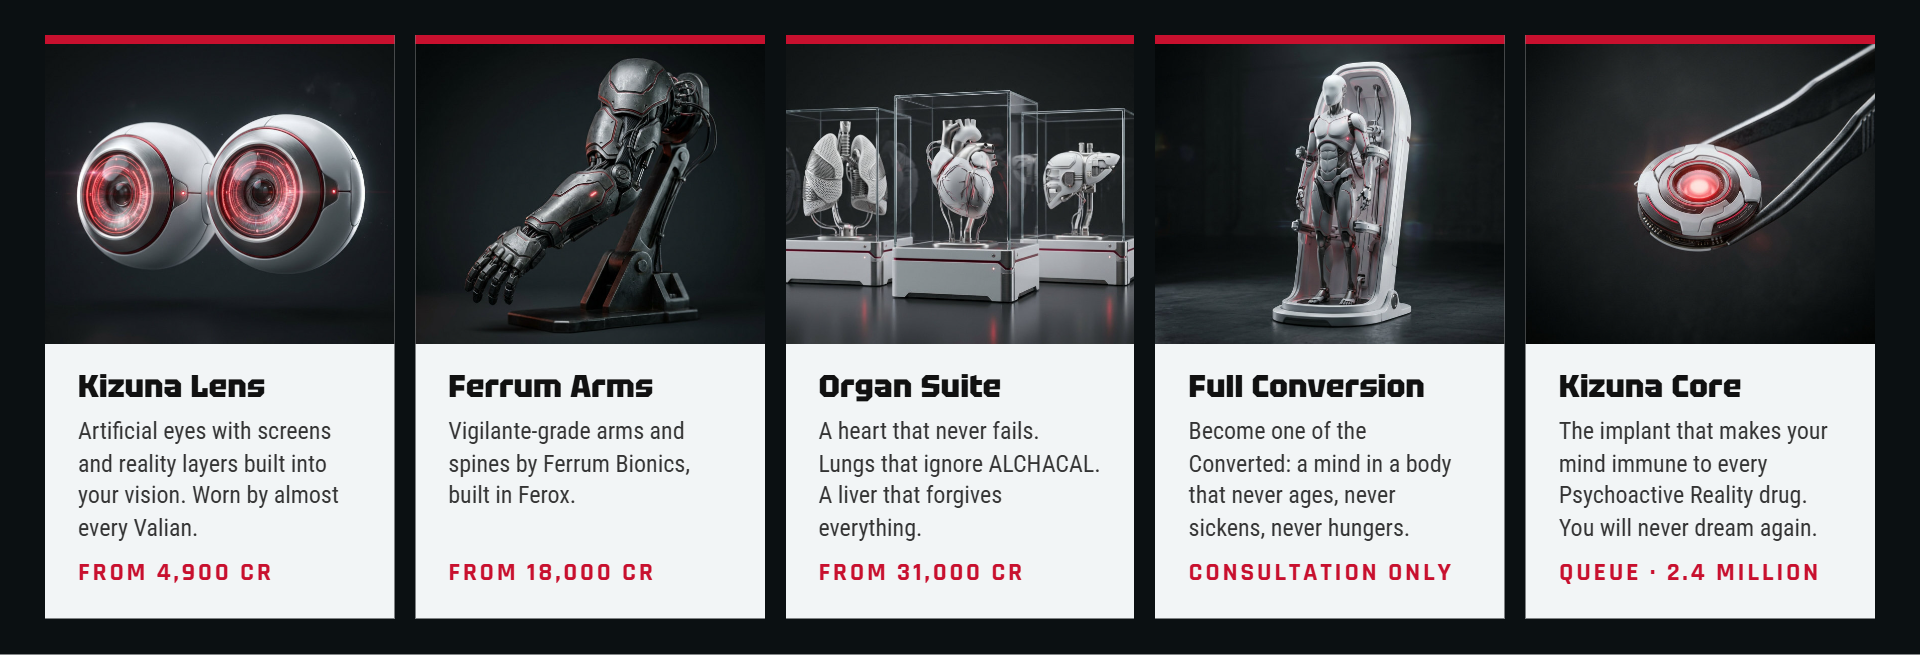 Kizuna Lens
Artificial eyes with screens
and reality layers built into
your vision. Worn by almost
every Valian.
FROM 4,900 CR
Ferrum Arms
Vigilante-grade arms and
spines by Ferrum Bionics,
built in Ferox.
FROM 18,000 CR
Organ Suite
A heart that never fails.
Lungs that ignore ALCHACAL.
A liver that forgives
everything.
FROM 31,000 CR
Full Conversion
Become one of the
Converted: a mind in a body
that never ages, never
sickens, never hungers.
CONSULTATION ONLY
Kizuna Core
The implant that makes your
mind immune to every
Psychoactive Reality drug.
You will never dream again.
QUEUE · 2.4 MILLION